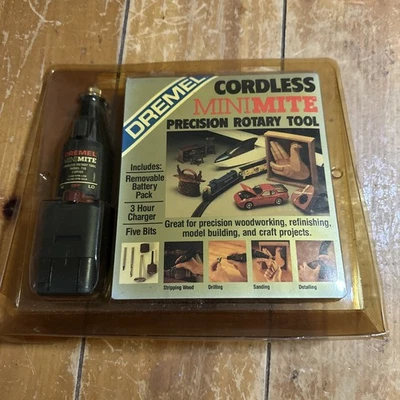 DREMEL
CORDLESS
MINIMITE
PRECISION ROTARY TOOL
Includes:
Removable
Battery
Pack
3 Hour
Charger
Five Bits
Great for precision woodworking, refinishing,
model building, and craft projects.
Stripping Wood
Drilling
Sanding
Detailing
DREMEL
MINIMITE